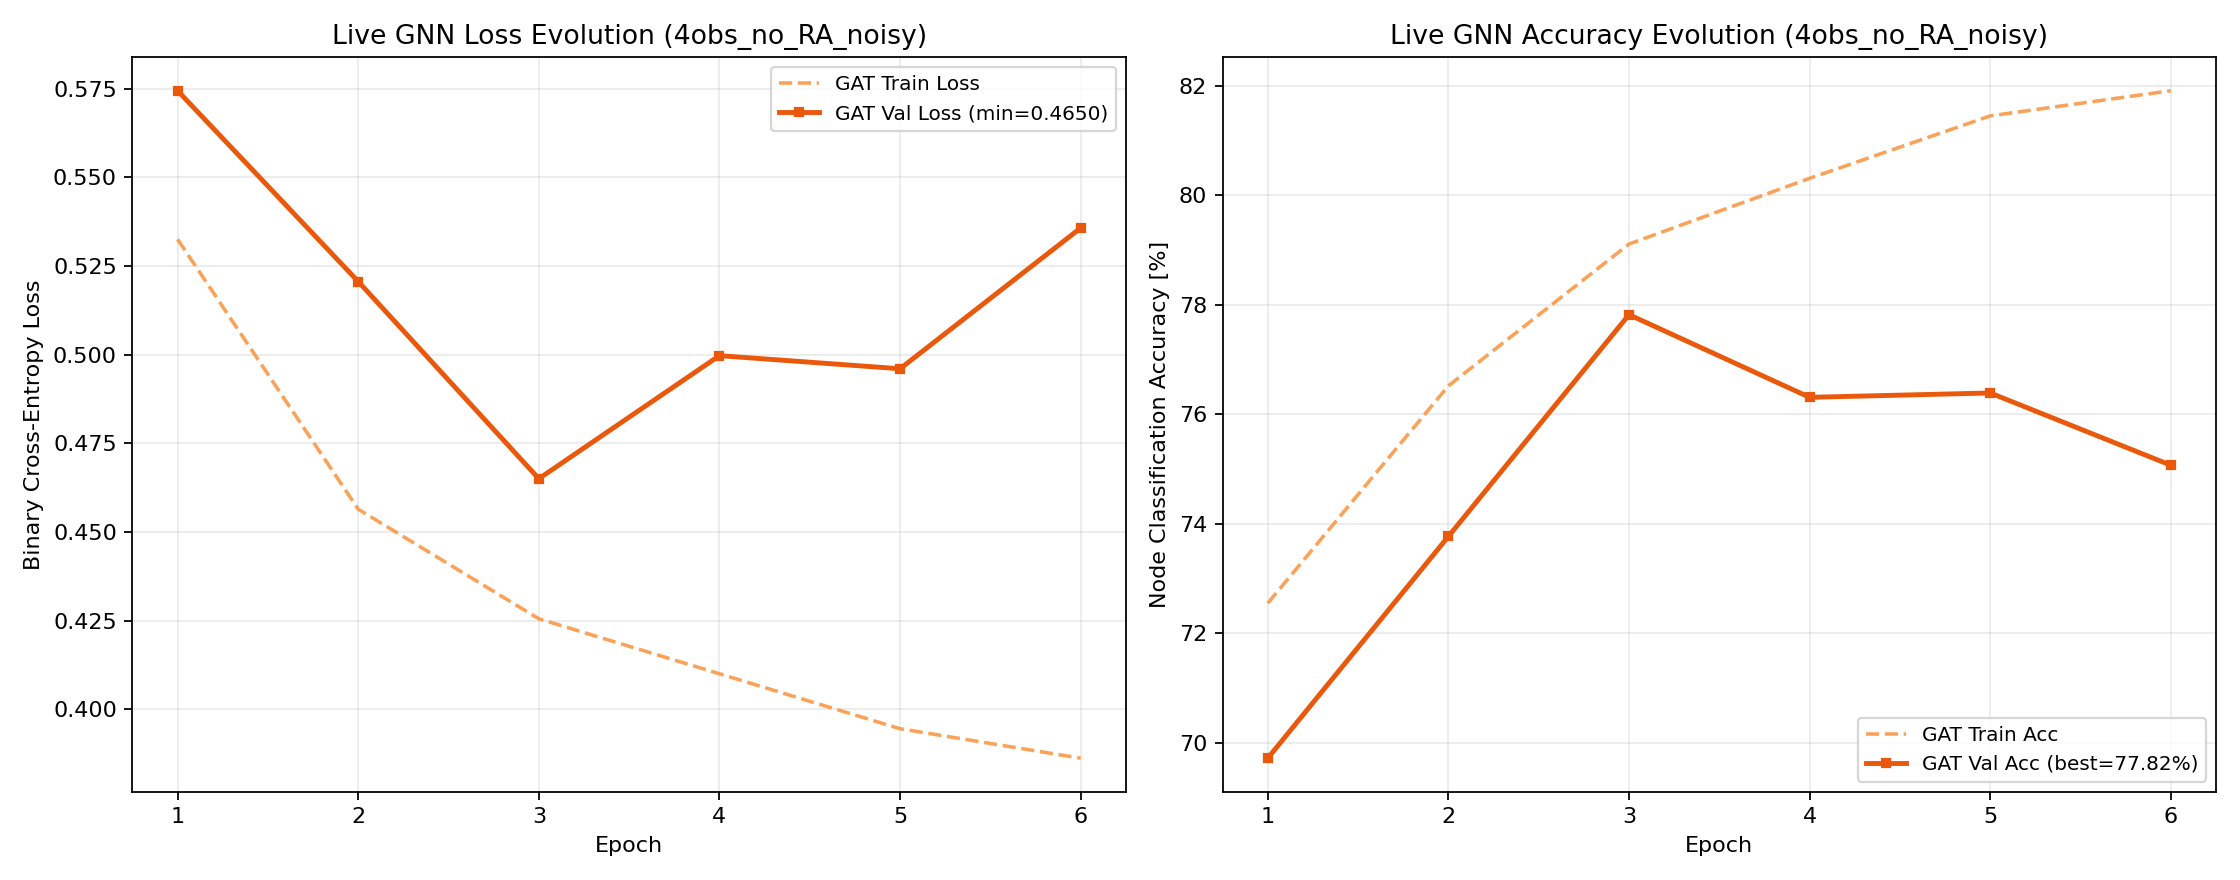 Live GNN Loss Evolution (4obs_no_RA_noisy)
Binary Cross-Entropy Loss
0.575
0.550
0.525
0.500
0.475
0.450
0.425
0.400
GAT Train Loss
GAT Val Loss (min=0.4650)
1 2 3 4 5 6
Epoch
Live GNN Accuracy Evolution (4obs_no_RA_noisy)
Node Classification Accuracy [%]
82
80
78
76
74
72
70
GAT Train Acc
GAT Val Acc (best=77.82%)
1 2 3 4 5 6
Epoch